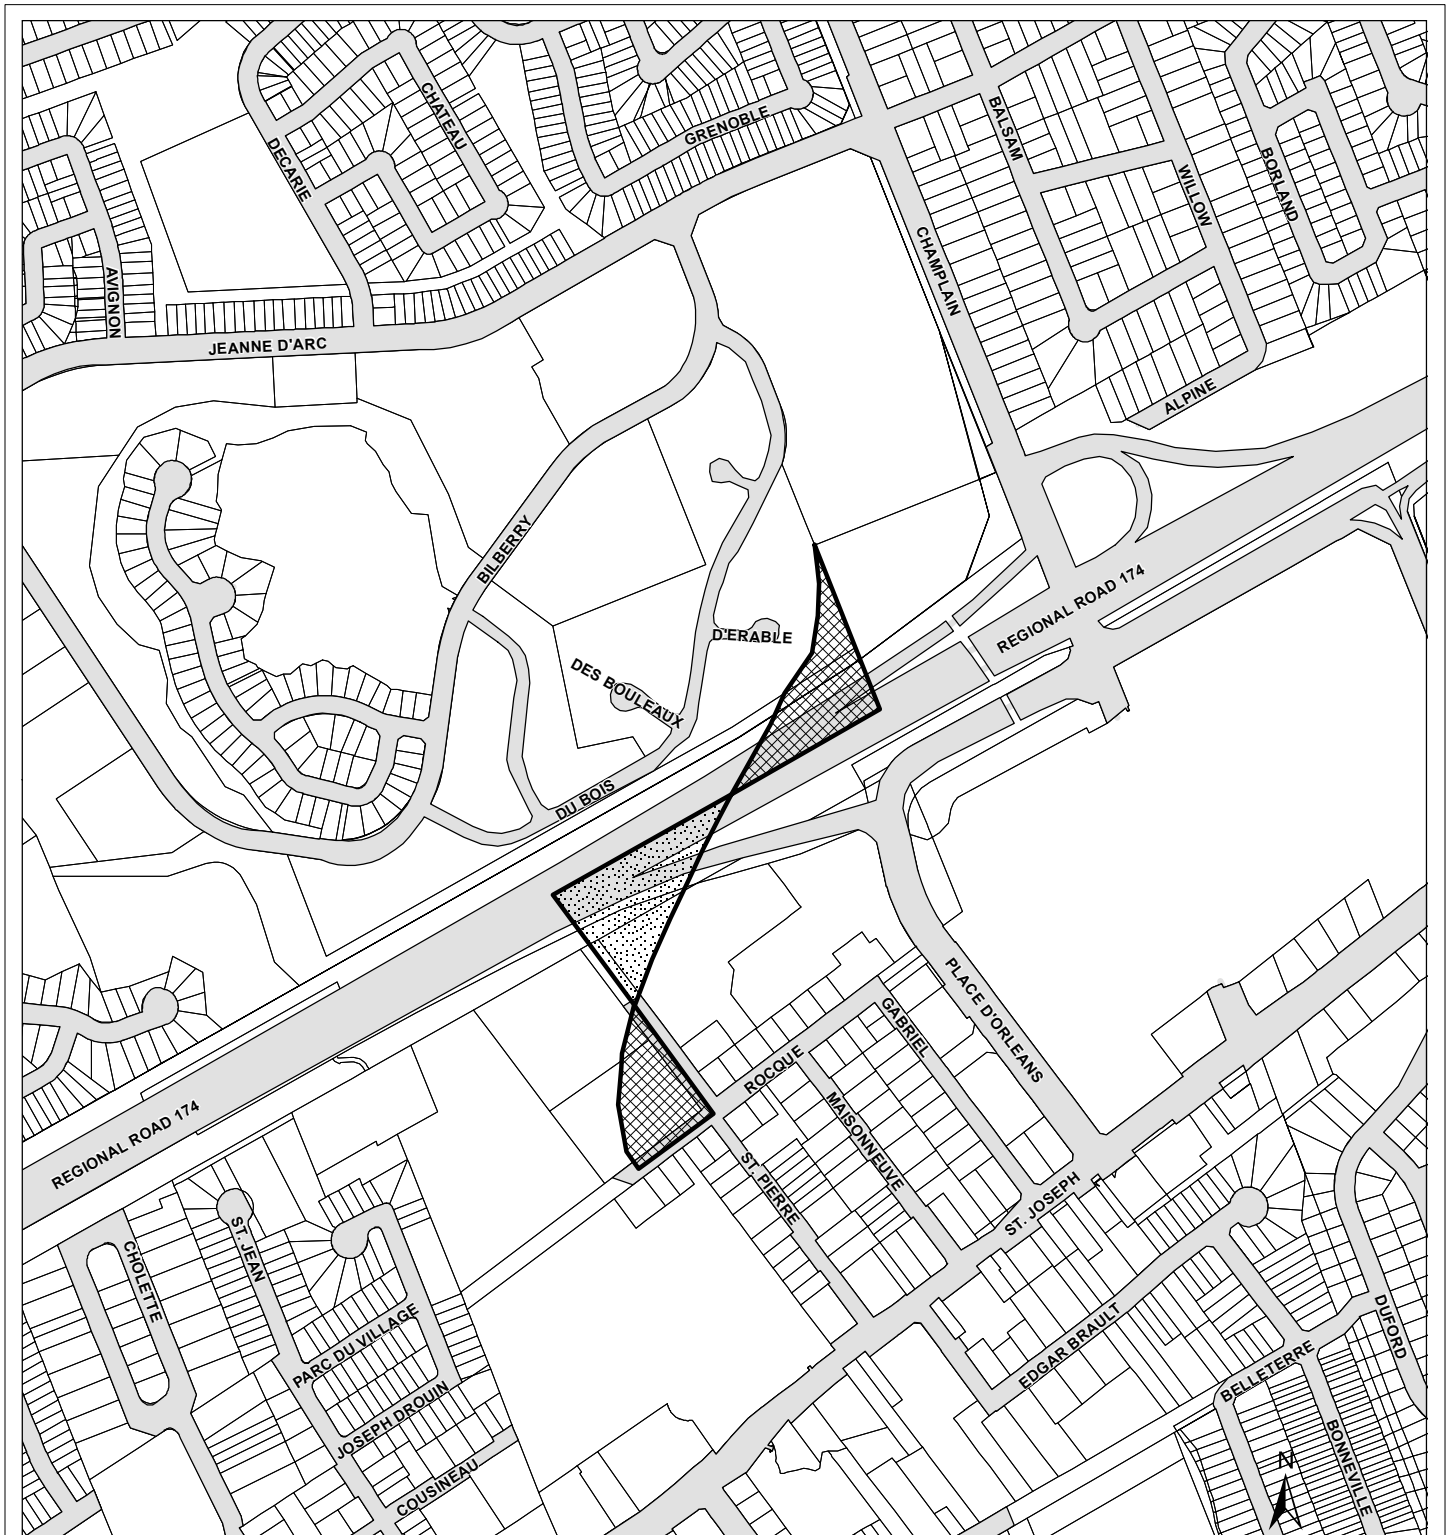 CHATEAU
GRENOBLE
DECARIE
BALSAM
BORLAND
WILLOW
AVIGNON
CHAMPLAIN
JEANNE D'ARC
ALPINE
BILBERRY
REGIONAL ROAD 174
D'ERABLE
DES BOULEAUX
DU BOIS
PLACE D'ORLEANS
GABRIEL
ROCQUE
MAISONNEUVE
REGIONAL ROAD 174
ST. PIERRE
ST. JOSEPH
ST. JEAN
CHOLETTE
PARC DU VILLAGE
EDGAR BRAULT
DUFORD
BELLETERRE
JOSEPH DROUIN
BONNEVILLE
COUSINEAU
N